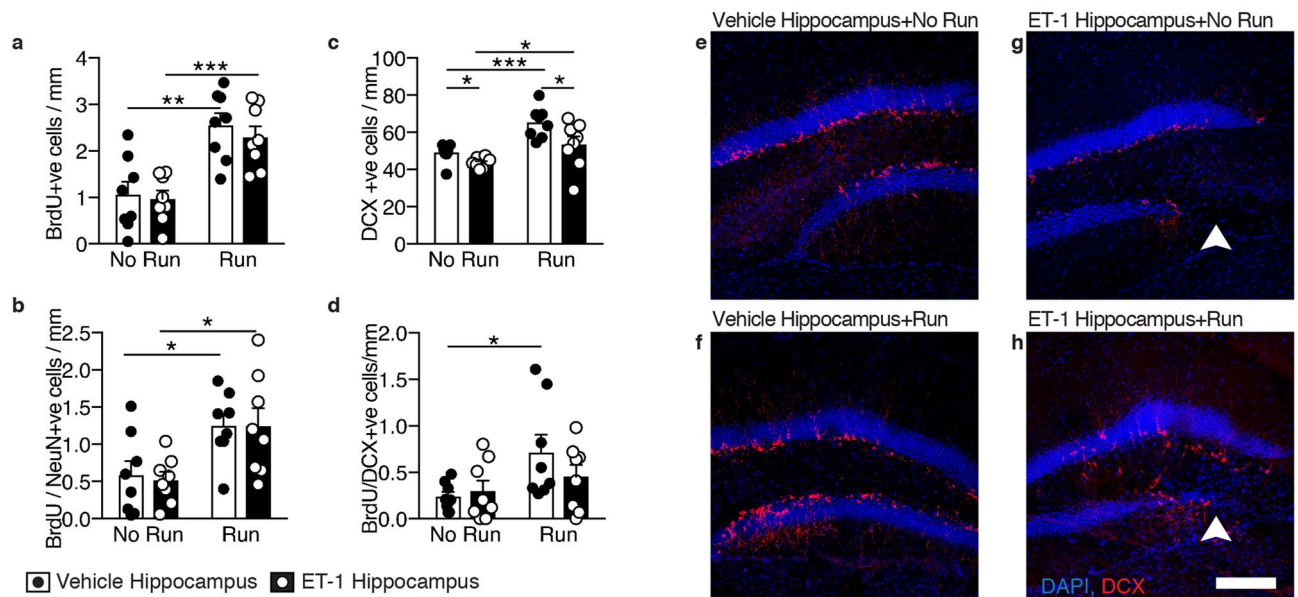 a
BrdU+ve cells / mm
4
3
2
1
0
**
***
No Run
Run
b
BrdU / NeuN+ve cells / mm
2.5
2.0
1.5
1.0
0.5
0.0
*
*
No Run
Run
c
DCX +ve cells / mm
100
80
60
40
20
0
*
***
*
*
No Run
Run
d
BrdU/DCX+ve cells/mm
2.0
1.5
1.0
0.5
0.0
*
No Run
Run
Vehicle Hippocampus
ET-1 Hippocampus
Vehicle Hippocampus+No Run
e
Vehicle Hippocampus+Run
f
ET-1 Hippocampus+No Run
g
ET-1 Hippocampus+Run
h
DAPI, DCX